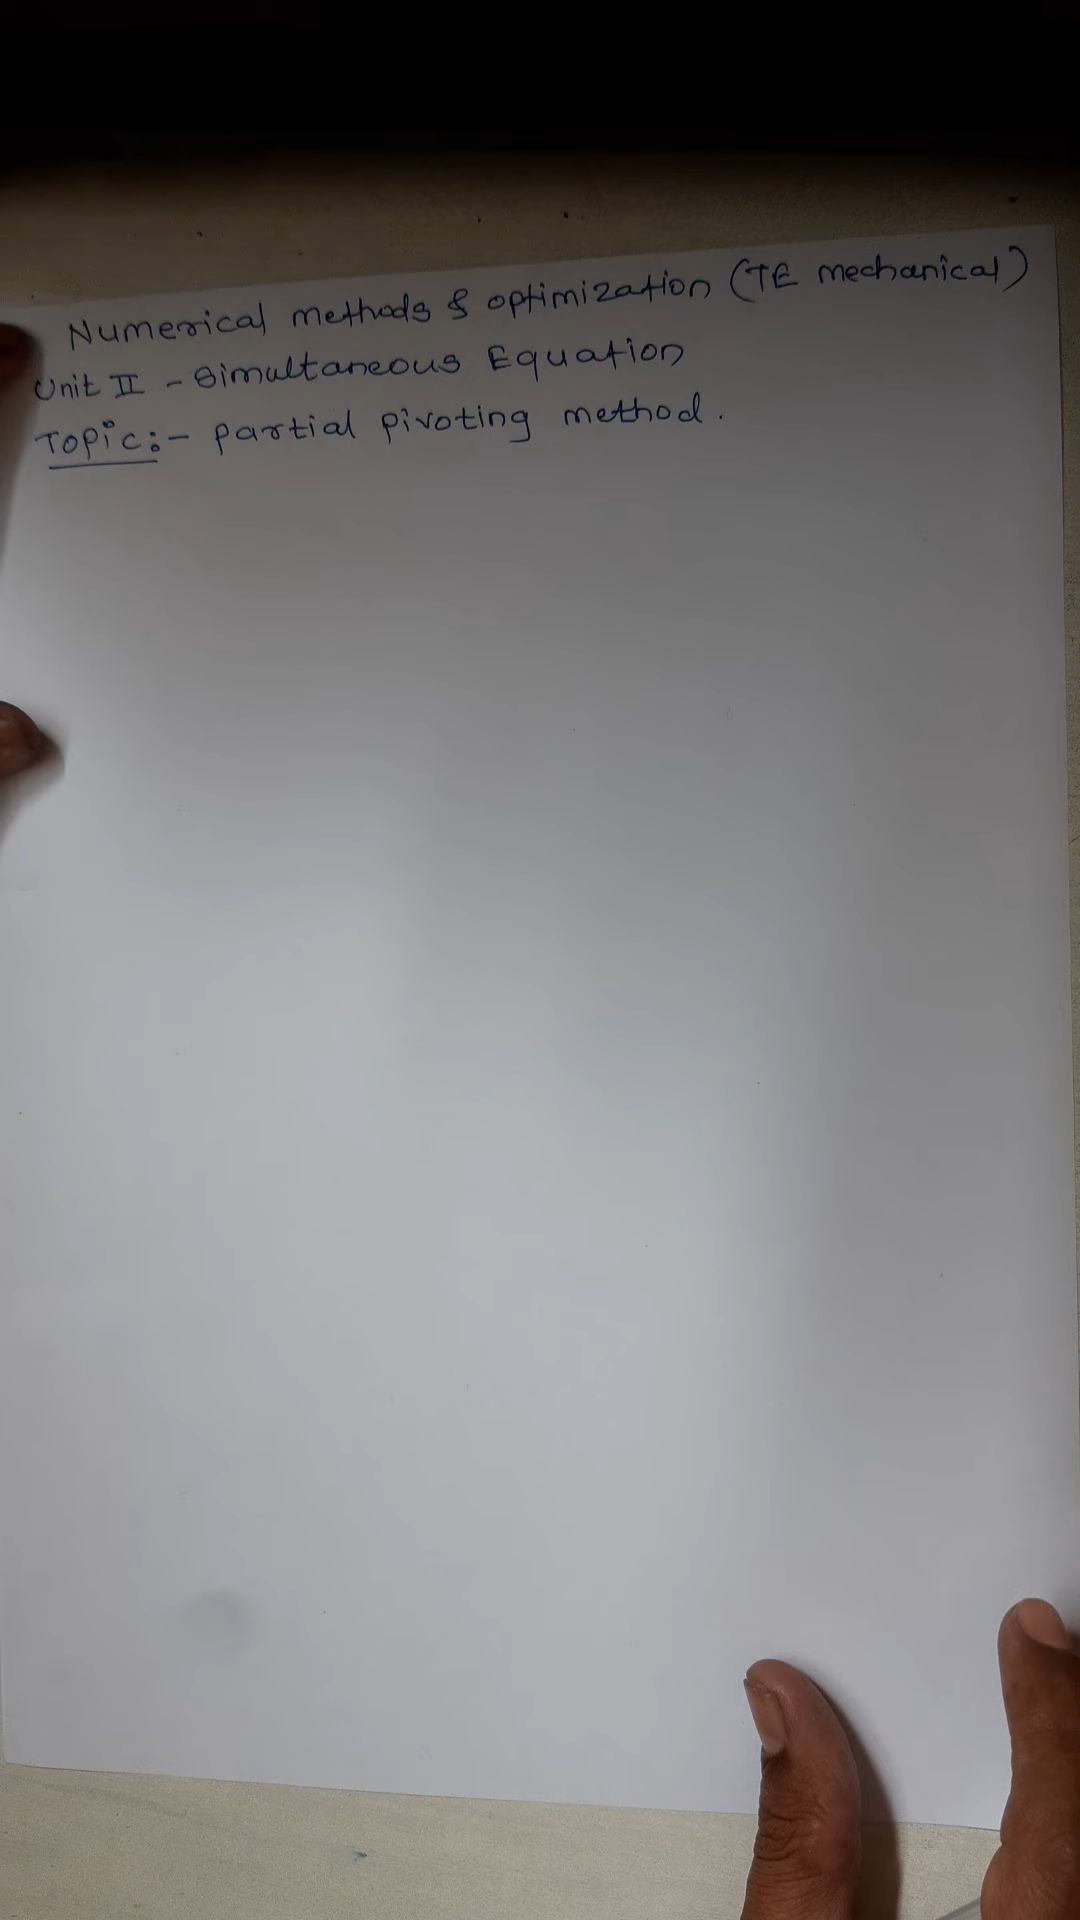 Numerical methods & optimization (TE mechanical)
Unit II - Simultaneous Equation
Topic:- partial pivoting method.